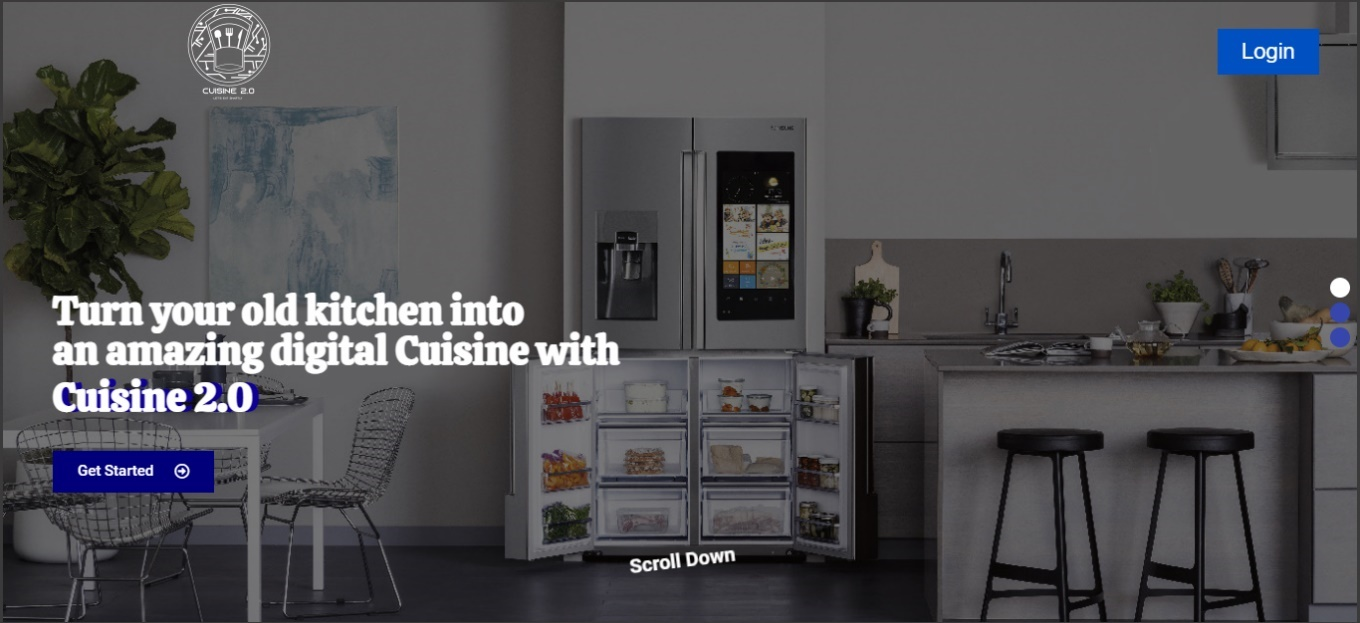 CUISINE 2.0
Login
Turn your old kitchen into
an amazing digital Cuisine with
Cuisine 2.0
Get Started
Scroll Down